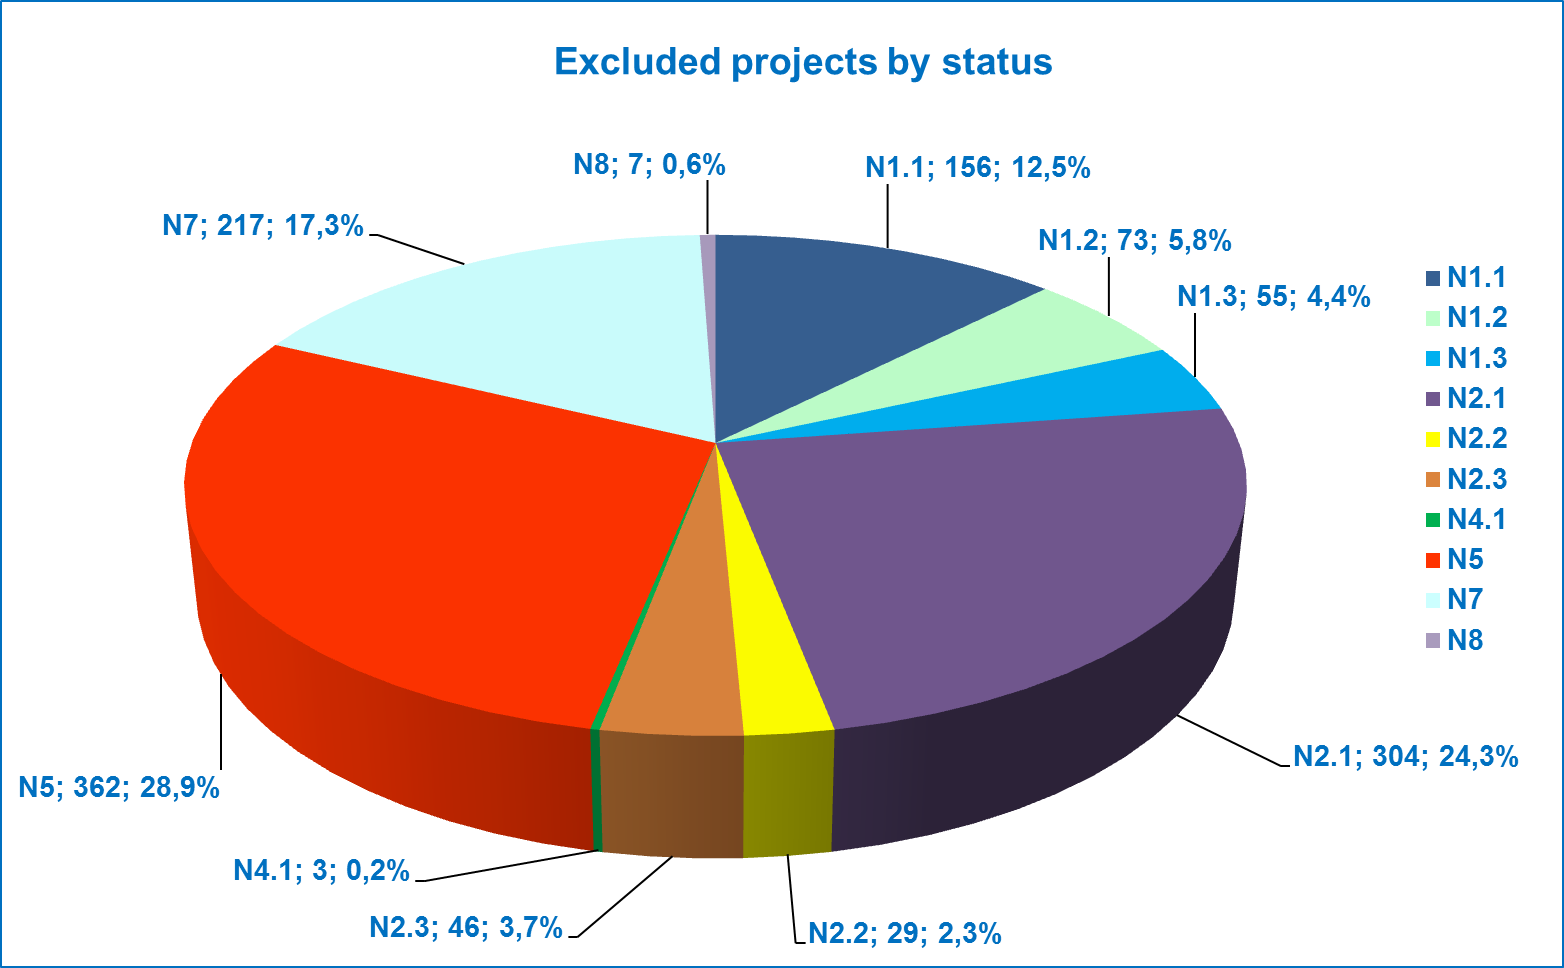 Excluded projects by status
N8; 7; 0,6%
N1.1; 156; 12,5%
N7; 217; 17,3%
N1.2; 73; 5,8%
N1.3; 55; 4,4%
N1.1
N1.2
N1.3
N2.1
N2.2
N2.3
N4.1
N5
N7
N8
N2.1; 304; 24,3%
N5; 362; 28,9%
N4.1; 3; 0,2%
N2.3; 46; 3,7%
N2.2; 29; 2,3%